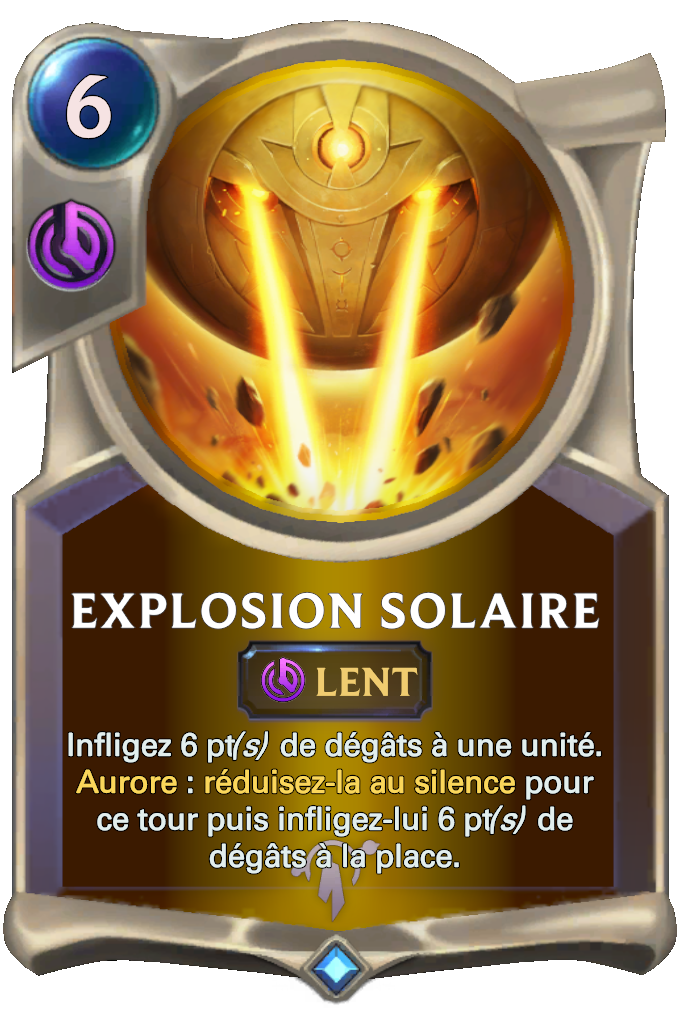 6
EXPLOSION SOLAIRE
LENT
Infligez 6 pt(s) de dégâts à une unité.
Aurore : réduisez-la au silence pour
ce tour puis infligez-lui 6 pt(s) de
dégâts à la place.